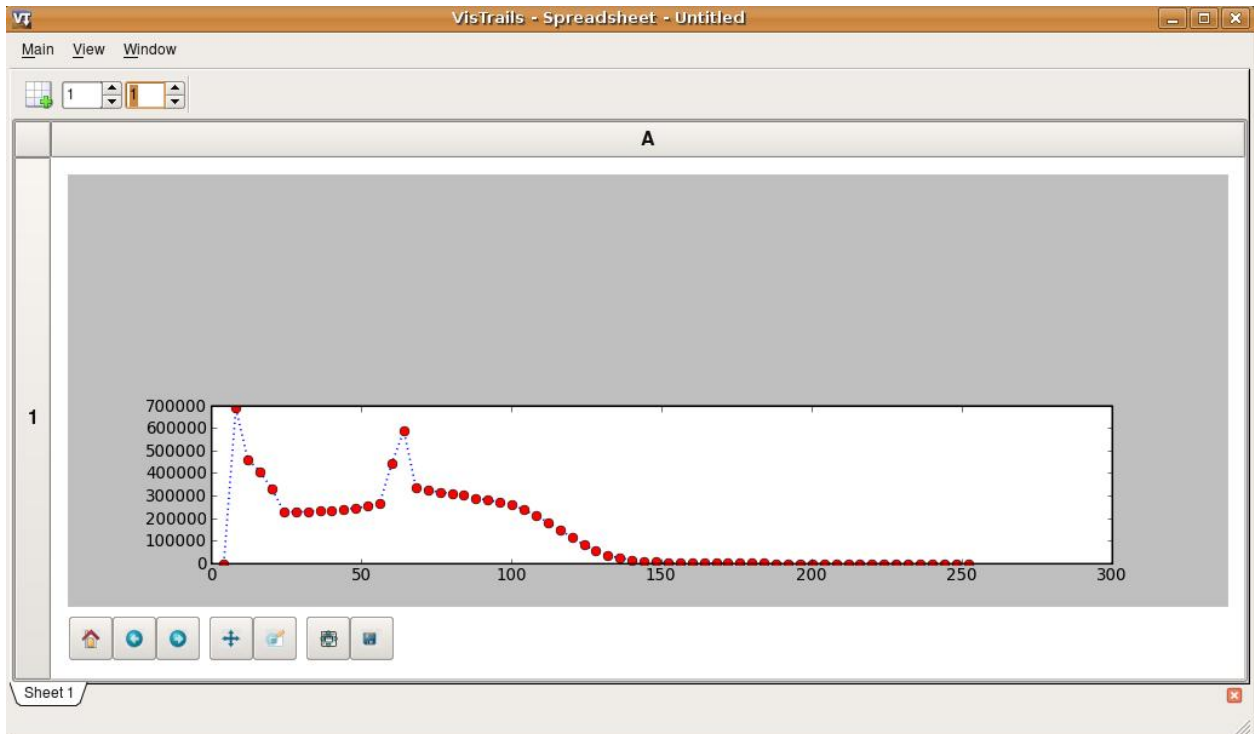 VisTrails - Spreadsheet - Untitled
Main View Window
1 1
A
1
700000
600000
500000
400000
300000
200000
100000
0
0 50 100 150 200 250 300
Sheet 1